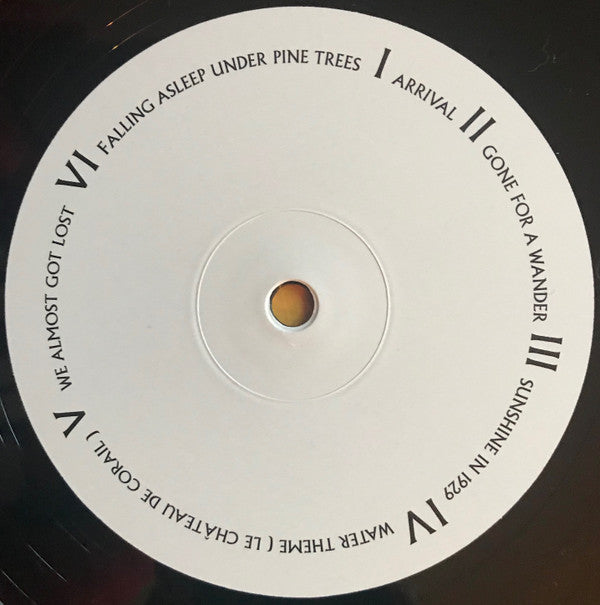 I ARRIVAL
II GONE FOR A WANDER
III SUNSHINE IN 1929
IV WATER THEME ( LE CHÂTEAU DE CORAIL )
V WE ALMOST GOT LOST
VI FALLING ASLEEP UNDER PINE TREES